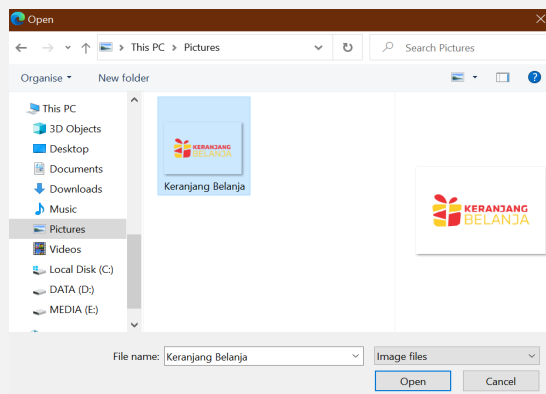 Open
This PC > Pictures
Search Pictures
Organise
New folder
This PC
3D Objects
Desktop
Documents
Downloads
Music
Pictures
Videos
Local Disk (C:)
DATA (D:)
MEDIA (E:)
KERANJANG
BELANJA
Keranjang Belanja
KERANJANG
BELANJA
File name: Keranjang Belanja
Image files
Open
Cancel